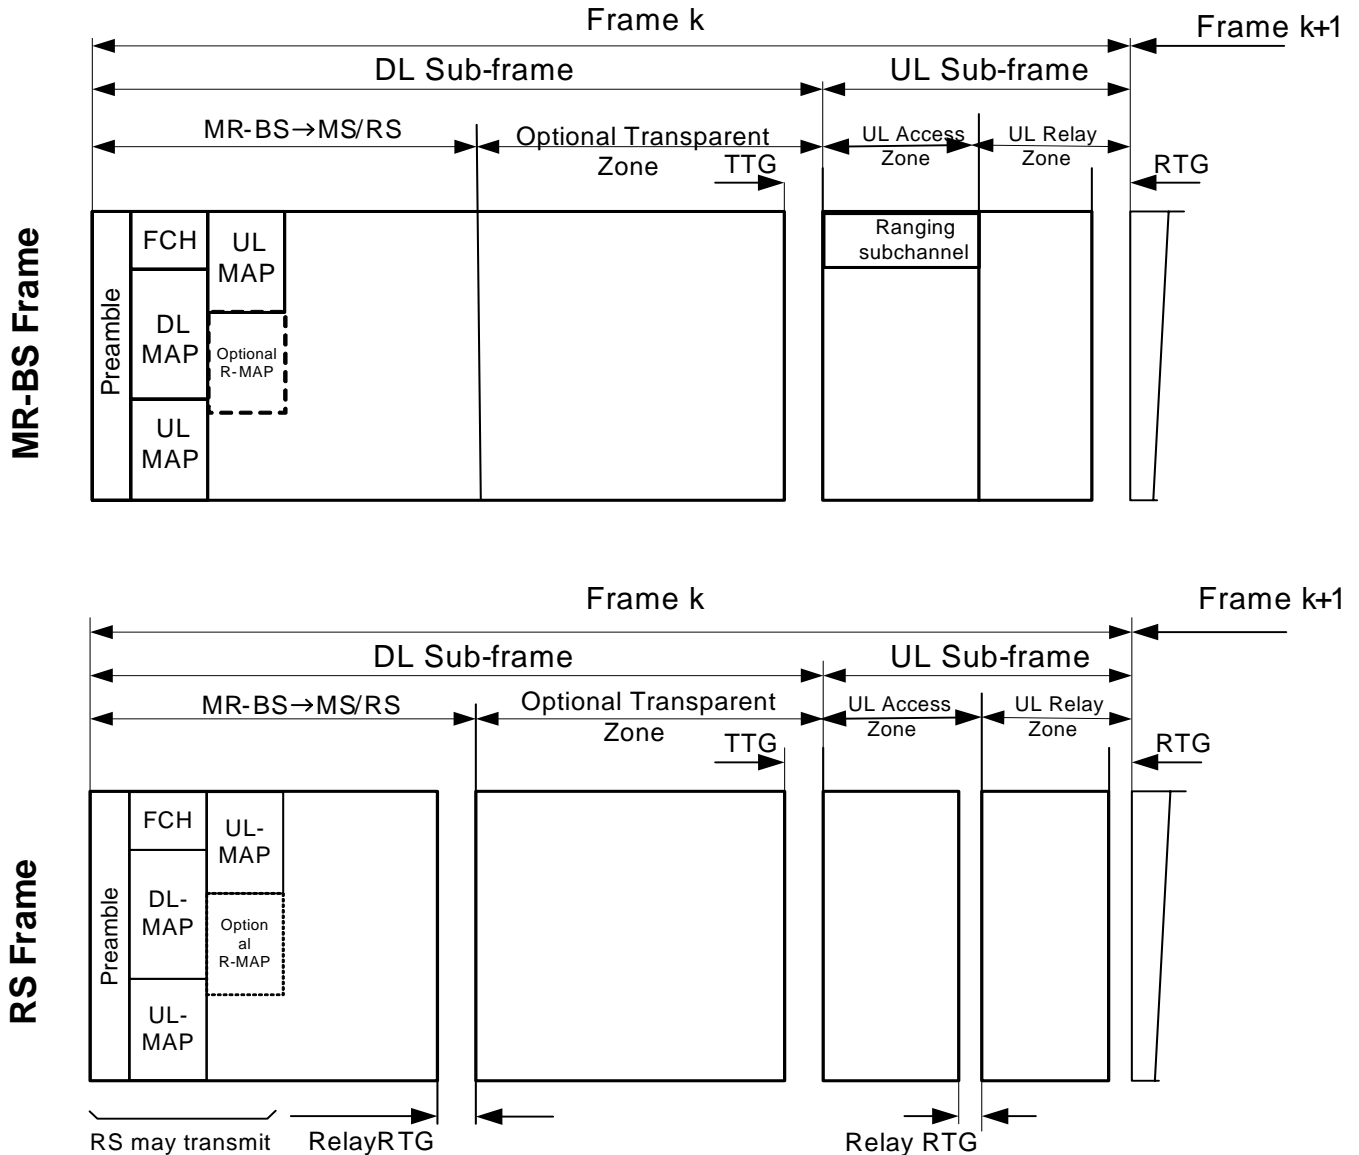 Frame k
Frame k+1
DL Sub-frame
UL Sub-frame
MR-BS→MS/RS
Optional Transparent
Zone
UL Access
Zone
UL Relay
Zone
TTG
RTG
MR-BS Frame
Preamble
FCH
DL
MAP
UL
MAP
UL
MAP
Optional
R-MAP
Ranging
subchannel
Frame k
Frame k+1
DL Sub-frame
UL Sub-frame
MR-BS→MS/RS
Optional Transparent
Zone
UL Access
Zone
UL Relay
Zone
TTG
RTG
RS Frame
Preamble
FCH
DL-
MAP
UL-
MAP
UL-
MAP
Option
al
R-MAP
RS may transmit
RelayRTG
Relay RTG